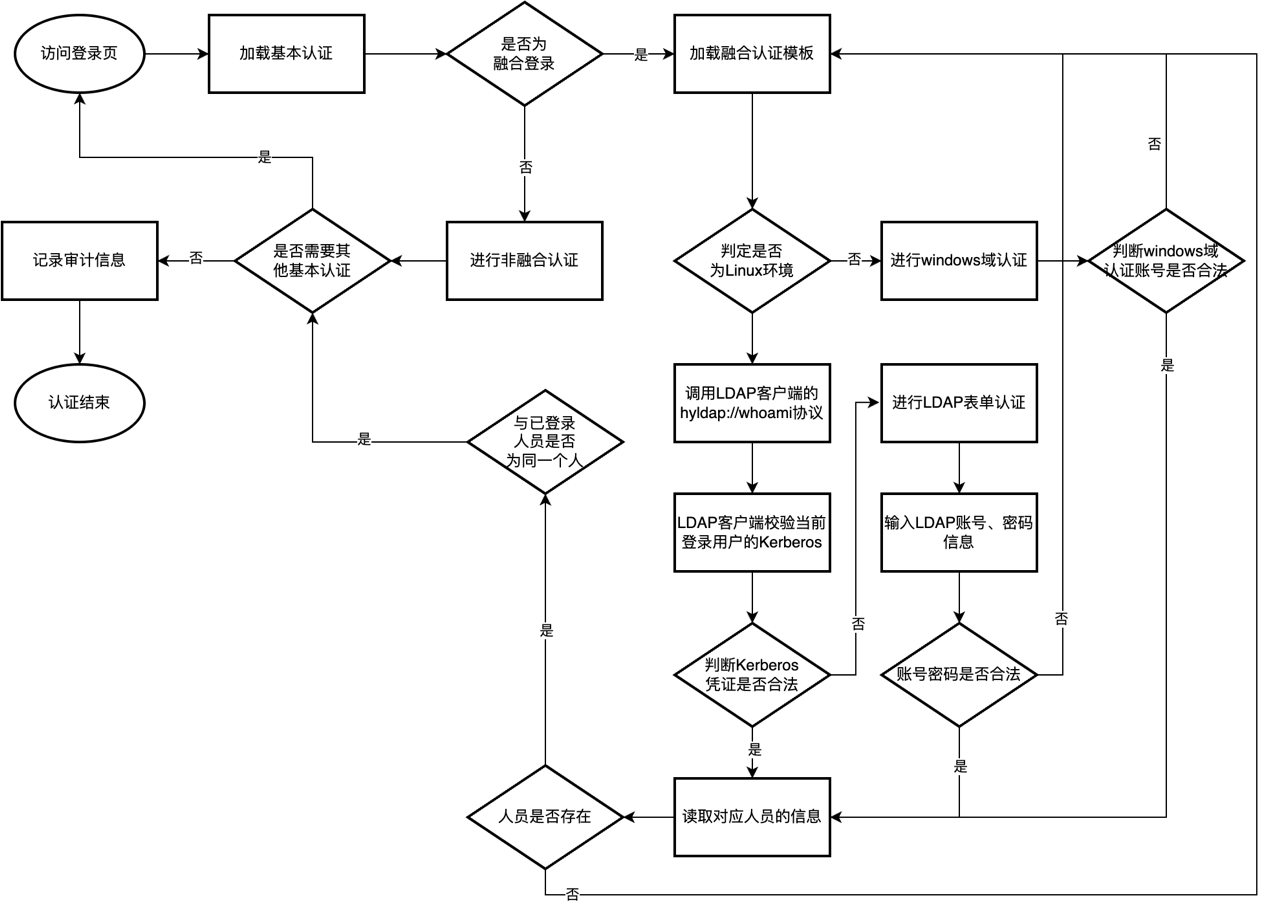 访问登录页
加载基本认证
是否为
融合登录
是
加载融合认证模板
否
是
否
记录审计信息
否
是否需要其
他基本认证
进行非融合认证
判定是否
为Linux环境
否
进行windows域认证
判断windows域
认证账号是否合法
认证结束
是
与已登录
人员是否
为同一个人
调用LDAP客户端的
hyldap://whoami协议
进行LDAP表单认证
是
LDAP客户端校验当前
登录用户的Kerberos
输入LDAP账号、密码
信息
是
否
否
判断Kerberos
凭证是否合法
账号密码是否合法
是
是
人员是否存在
读取对应人员的信息
否